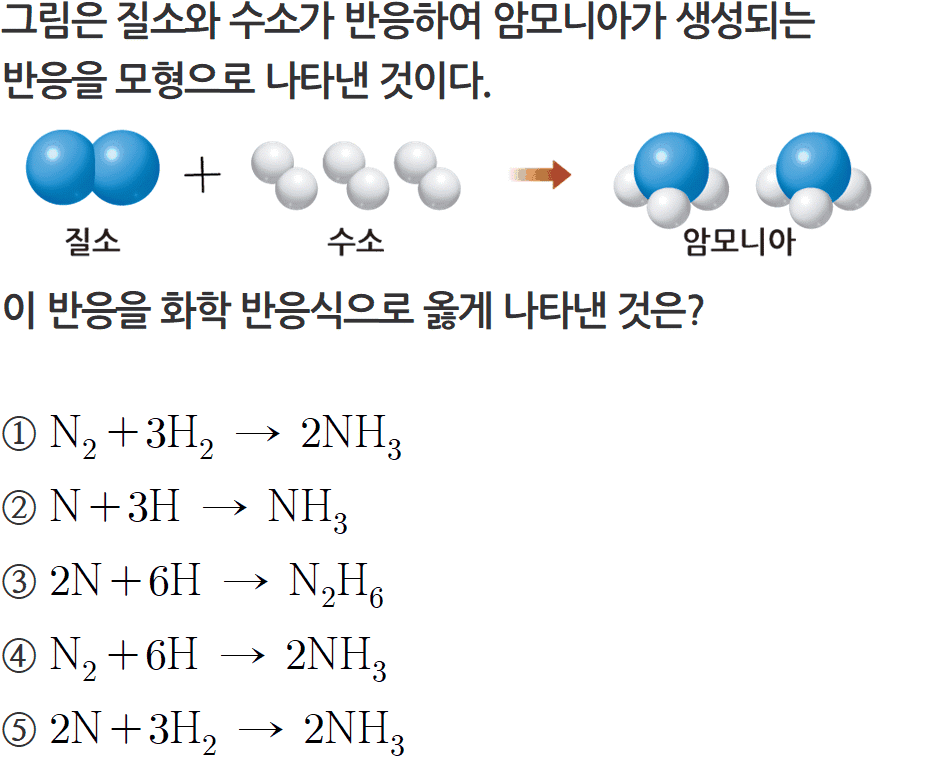 그림은 질소와 수소가 반응하여 암모니아가 생성되는
반응을 모형으로 나타낸 것이다.
+
질소 수소 암모니아
이 반응을 화학 반응식으로 옳게 나타낸 것은?
① N₂+3H₂ → 2NH₃
② N+3H → NH₃
③ 2N+6H → N₂H₆
④ N₂+6H → 2NH₃
⑤ 2N+3H₂ → 2NH₃